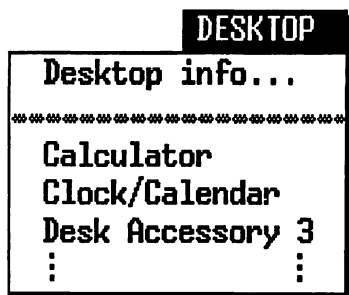 DESKTOP
Desktop info...
Calculator
Clock/Calendar
Desk Accessory 3
⋮ ⋮